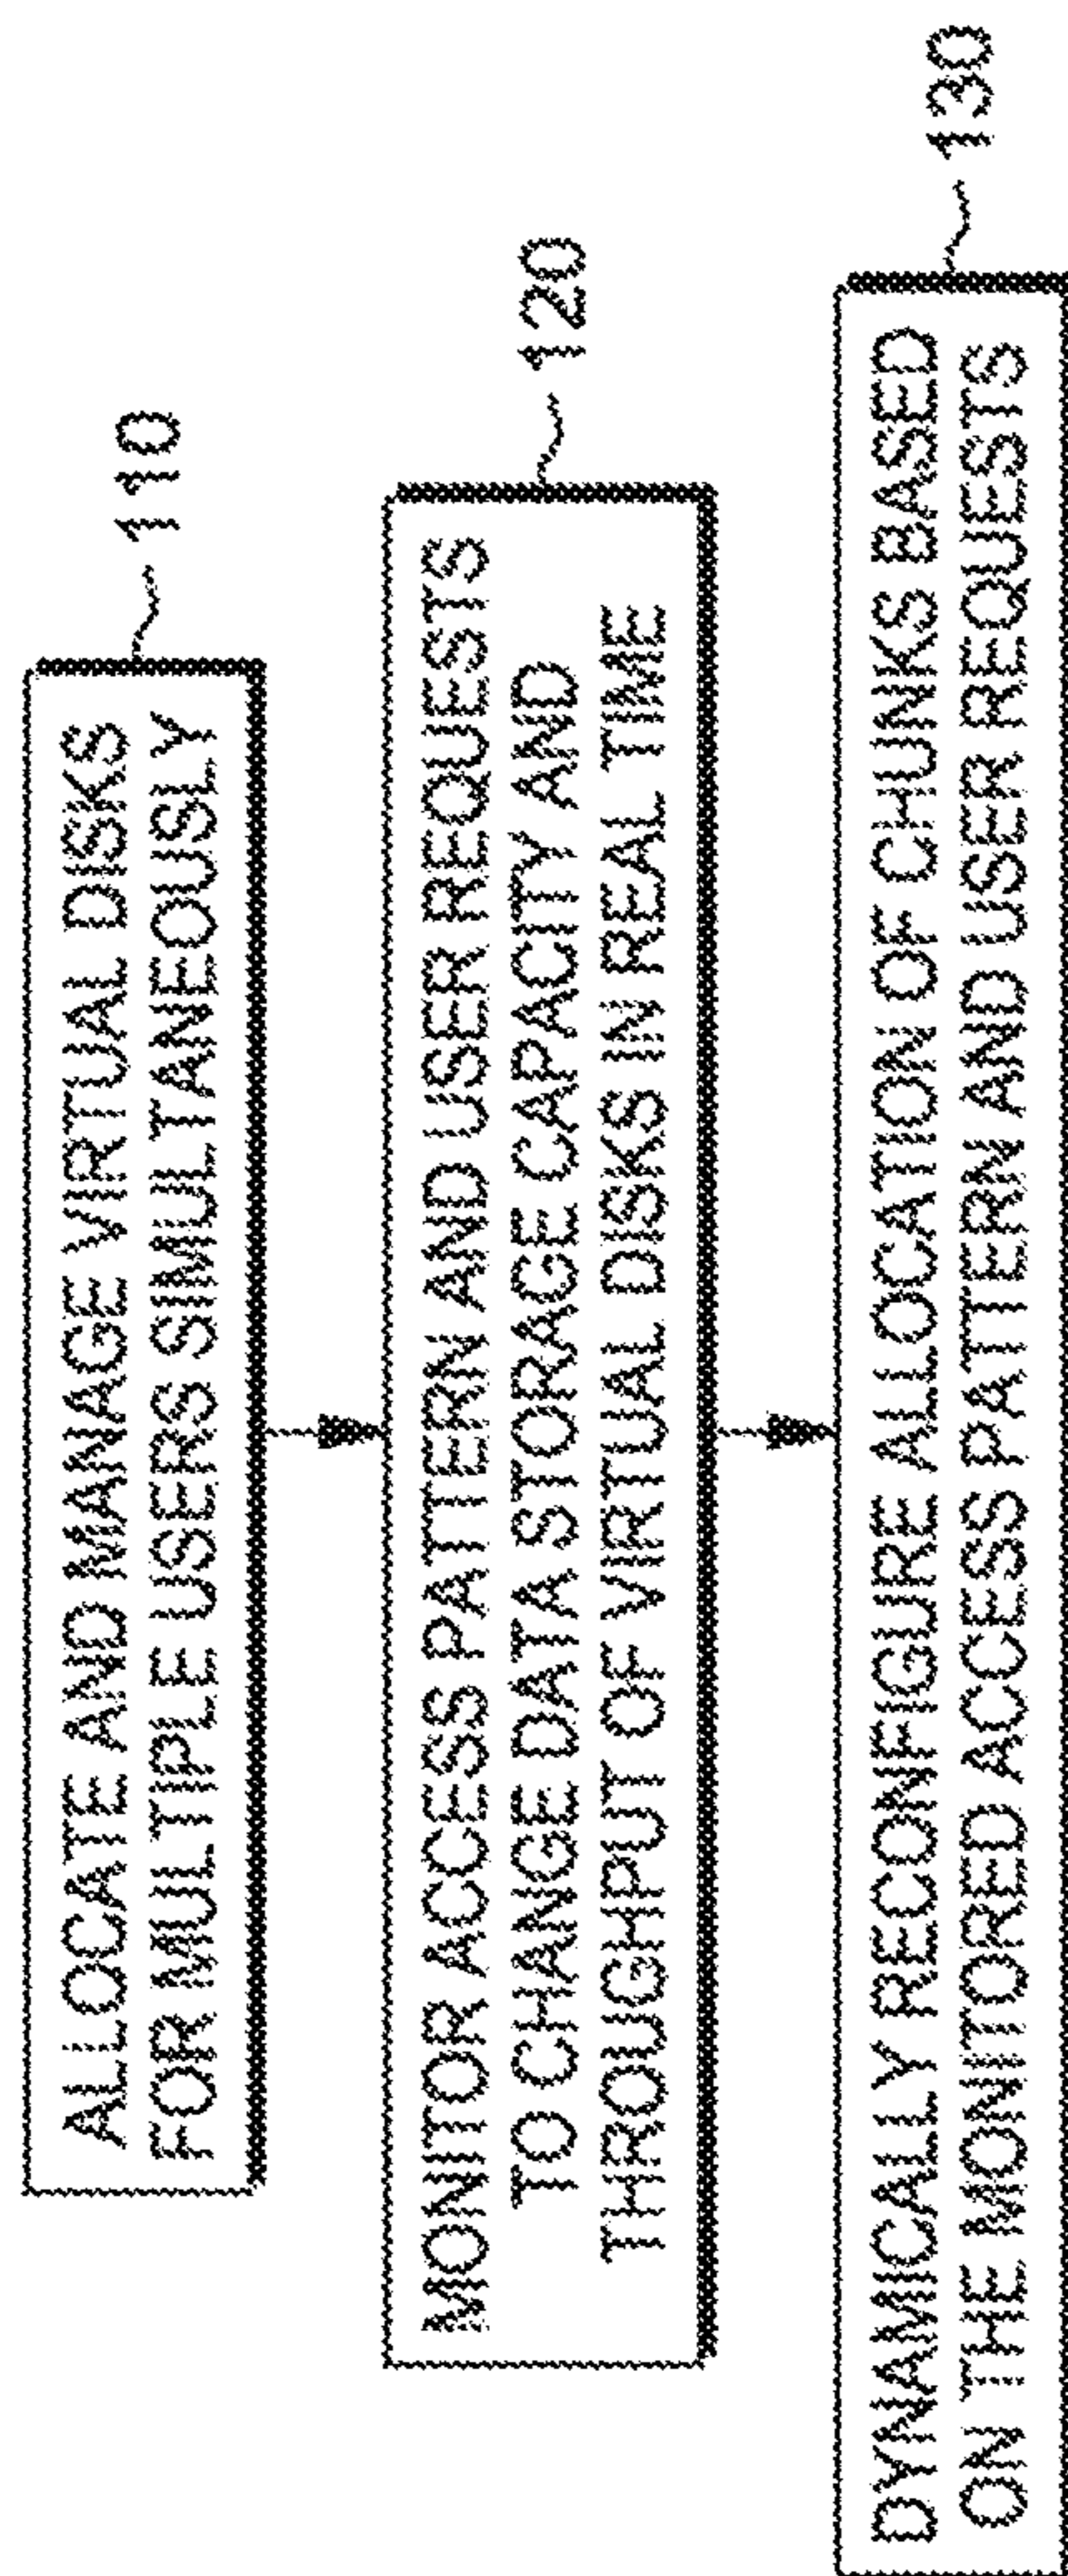 ALLOCATE AND MANAGE VIRTUAL DISKS
FOR MULTIPLE USERS SIMULTANEOUSLY
110
MONITOR ACCESS PATTERN AND USER REQUESTS
TO CHANGE DATA STORAGE CAPACITY AND
THROUGHPUT OF VIRTUAL DISKS IN REAL TIME
120
DYNAMICALLY RECONFIGURE ALLOCATION OF CHUNKS BASED
ON THE MONITORED ACCESS PATTERN AND USER REQUESTS
130